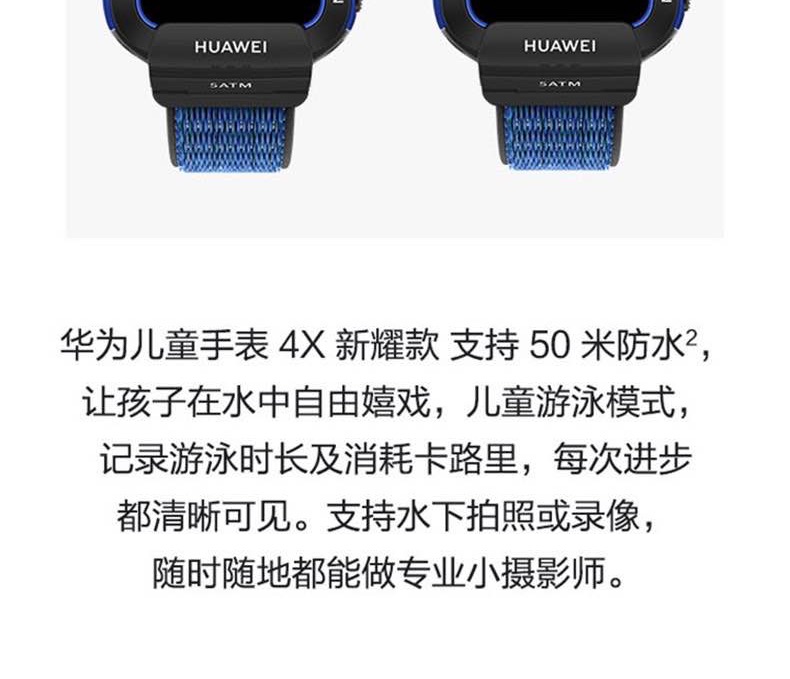 HUAWEI HUAWEI
5ATM 5ATM
华为儿童手表 4X 新耀款 支持 50 米防水²，
让孩子在水中自由嬉戏，儿童游泳模式，
记录游泳时长及消耗卡路里，每次进步
都清晰可见。支持水下拍照或录像，
随时随地都能做专业小摄影师。